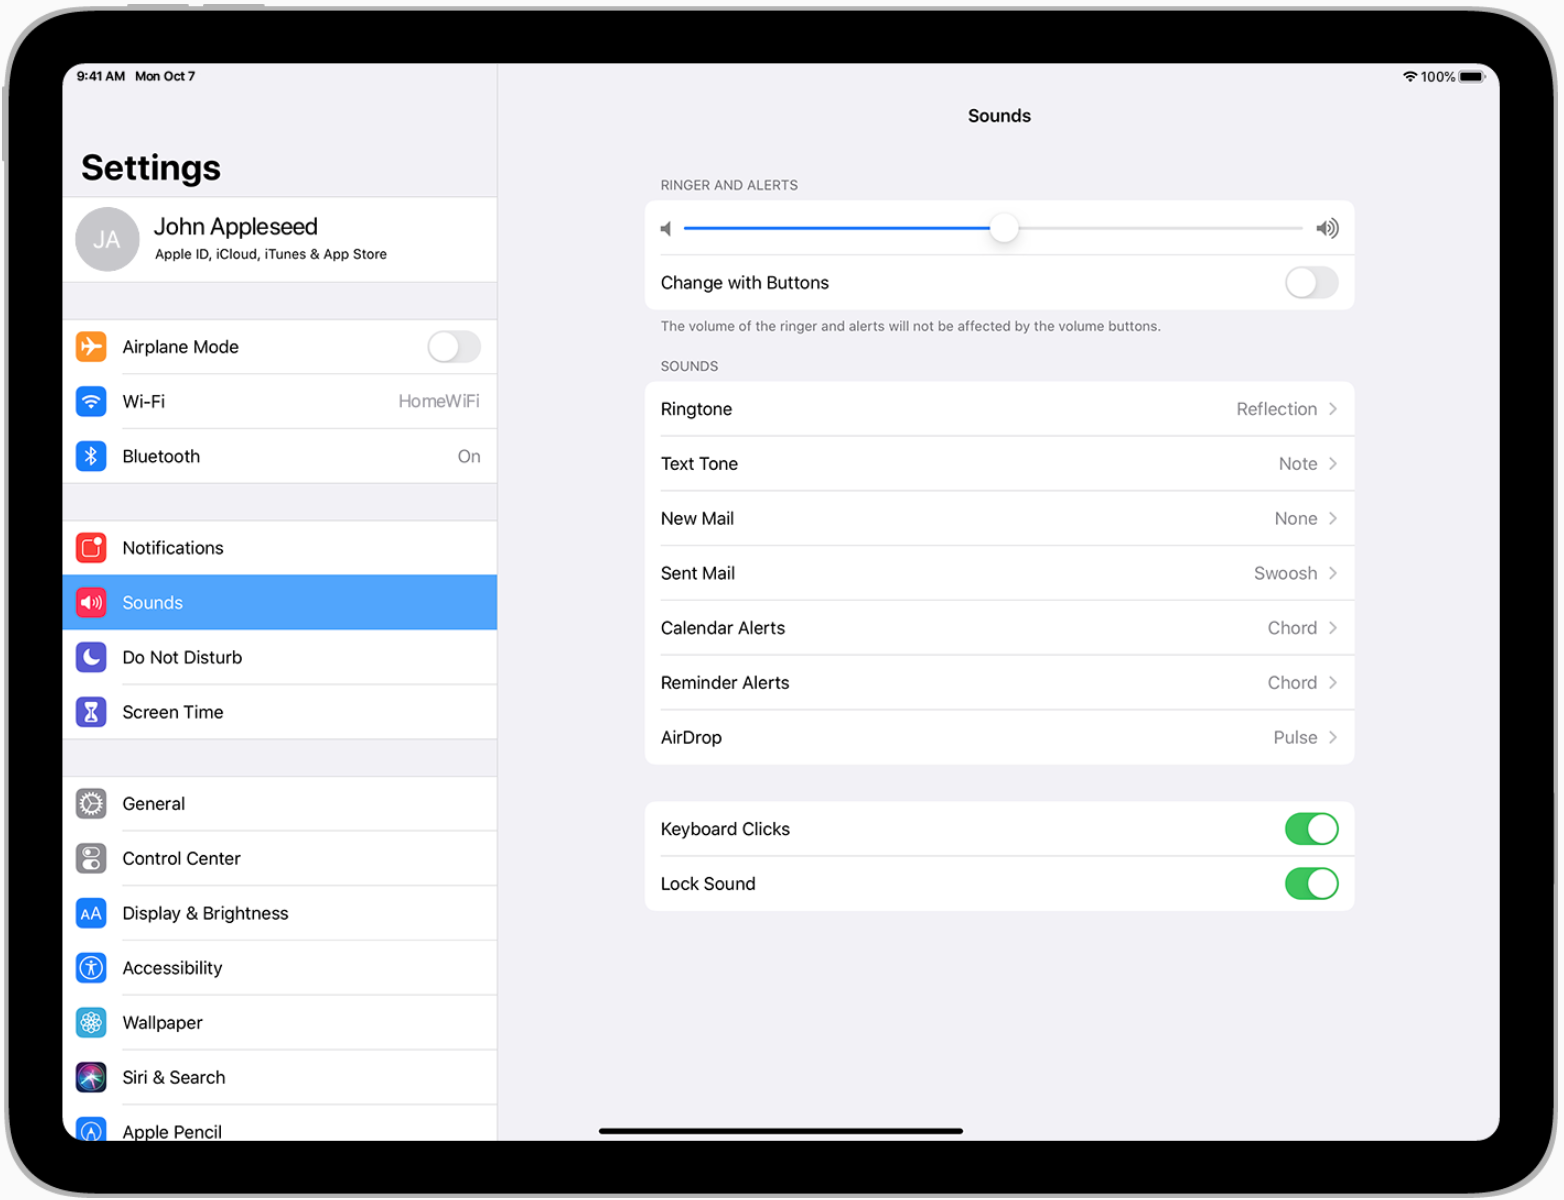 9:41 AM Mon Oct 7
100%
Settings
JA
John Appleseed
Apple ID, iCloud, iTunes & App Store
Airplane Mode
Wi-Fi HomeWiFi
Bluetooth On
Notifications
Sounds
Do Not Disturb
Screen Time
General
Control Center
AA
Display & Brightness
Accessibility
Wallpaper
Siri & Search
Apple Pencil
Sounds
RINGER AND ALERTS
Change with Buttons
The volume of the ringer and alerts will not be affected by the volume buttons.
SOUNDS
Ringtone Reflection
Text Tone Note
New Mail None
Sent Mail Swoosh
Calendar Alerts Chord
Reminder Alerts Chord
AirDrop Pulse
Keyboard Clicks
Lock Sound